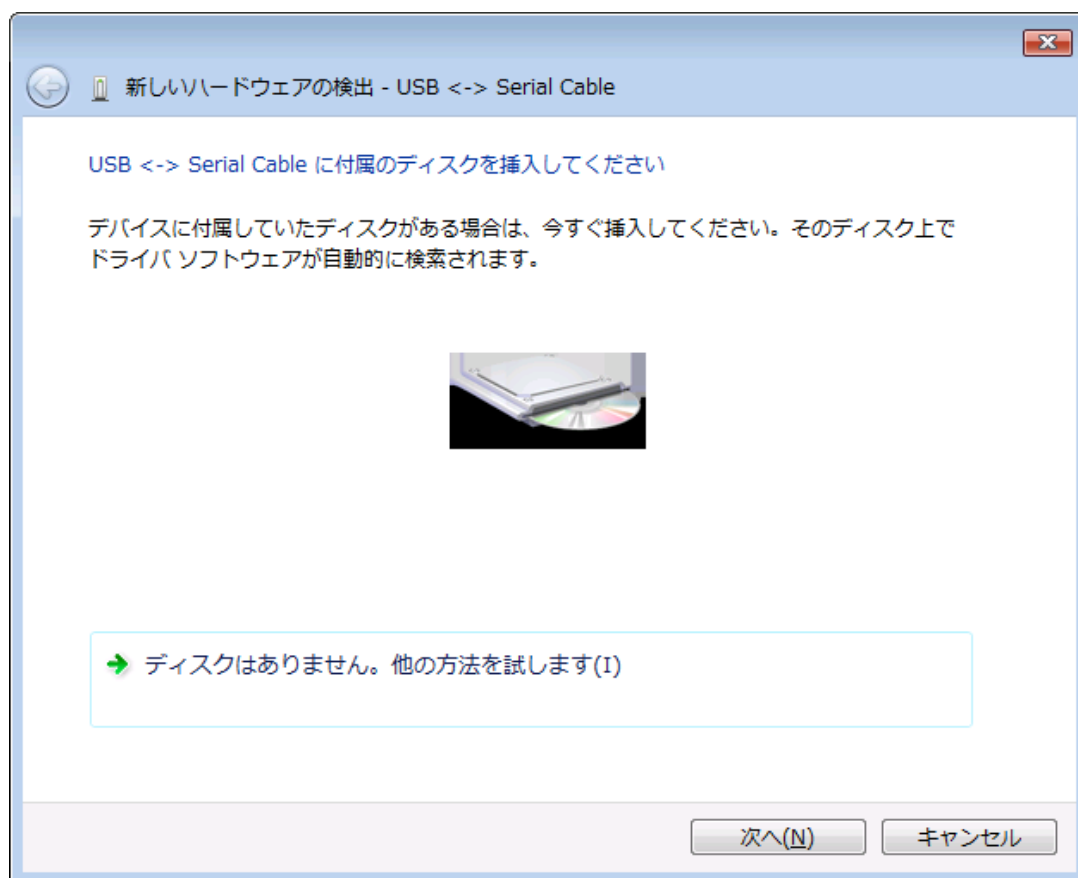 新しいハードウェアの検出 - USB <-> Serial Cable
USB <-> Serial Cable に付属のディスクを挿入してください
デバイスに付属していたディスクがある場合は、今すぐ挿入してください。そのディスク上で
ドライバ ソフトウェアが自動的に検索されます。
ディスクはありません。他の方法を試します(I)
次へ(N)
キャンセル